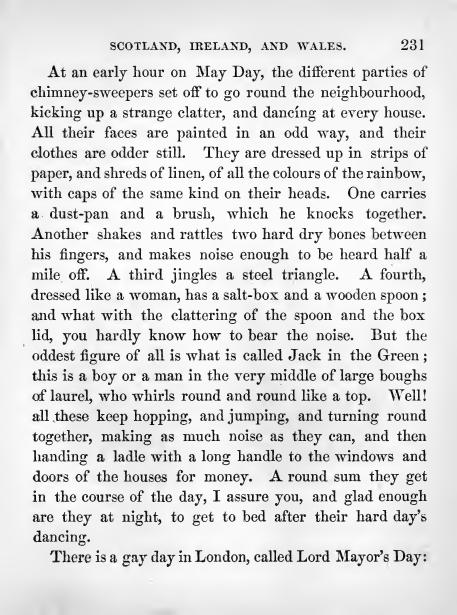 SCOTLAND, IRELAND, AND WALES. 231
At an early hour on May Day, the different parties of
chimney-sweepers set off to go round the neighbourhood,
kicking up a strange clatter, and dancing at every house.
All their faces are painted in an odd way, and their
clothes are odder still. They are dressed up in strips of
paper, and shreds of linen, of all the colours of the rainbow,
with caps of the same kind on their heads. One carries
a dust-pan and a brush, which he knocks together.
Another shakes and rattles two hard dry bones between
his fingers, and makes noise enough to be heard half a
mile off. A third jingles a steel triangle. A fourth,
dressed like a woman, has a salt-box and a wooden spoon ;
and what with the clattering of the spoon and the box
lid, you hardly know how to bear the noise. But the
oddest figure of all is what is called Jack in the Green ;
this is a boy or a man in the very middle of large boughs
of laurel, who whirls round and round like a top. Well!
all these keep hopping, and jumping, and turning round
together, making as much noise as they can, and then
handing a ladle with a long handle to the windows and
doors of the houses for money. A round sum they get
in the course of the day, I assure you, and glad enough
are they at night, to get to bed after their hard day's
dancing.
There is a gay day in London, called Lord Mayor's Day: